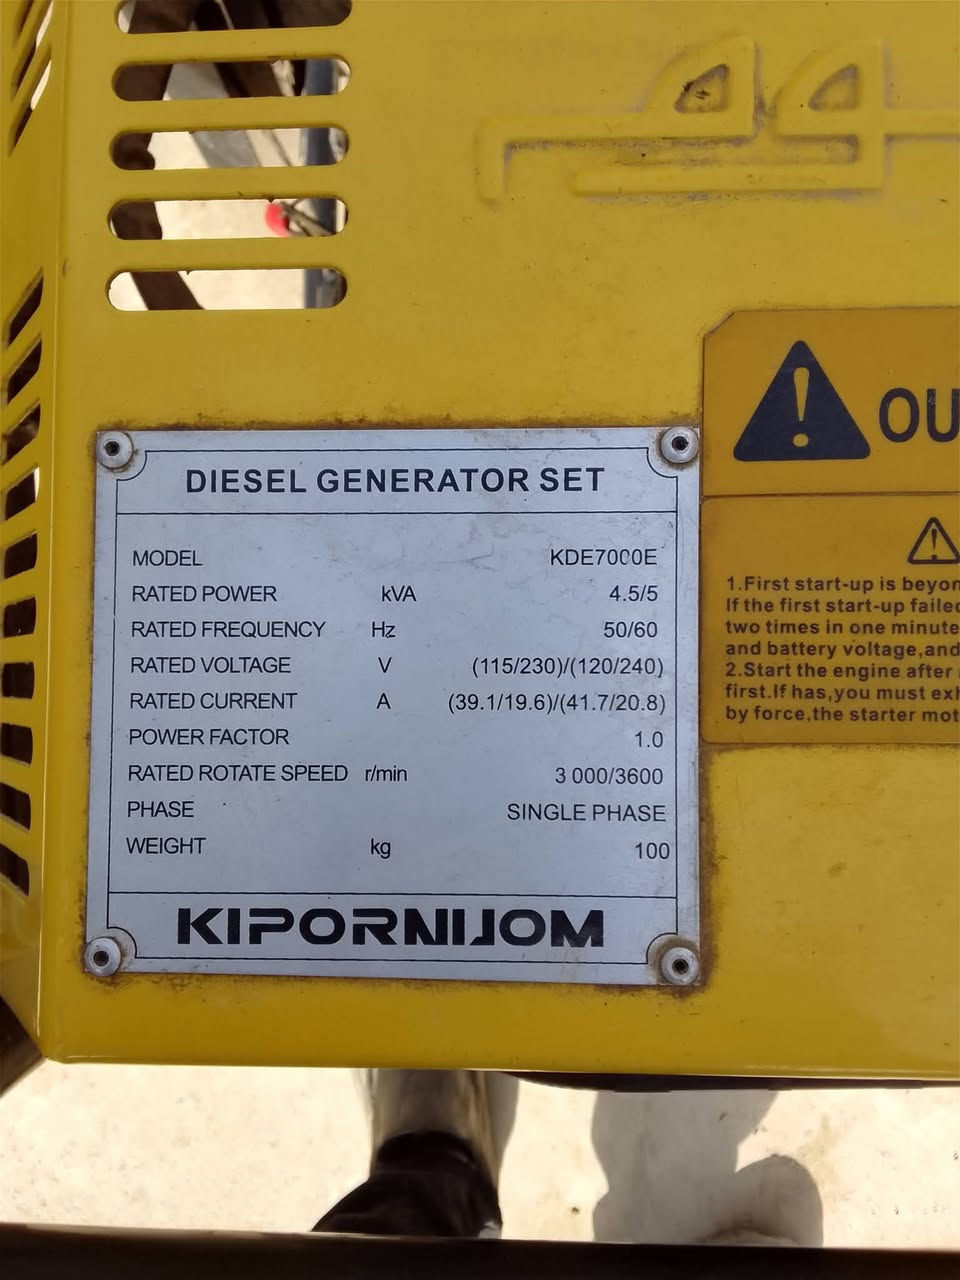 OU
DIESEL GENERATOR SET
MODEL KDE7000E
RATED POWER kVA 4.5/5
RATED FREQUENCY Hz 50/60
RATED VOLTAGE V (115/230)/(120/240)
RATED CURRENT A (39.1/19.6)/(41.7/20.8)
POWER FACTOR 1.0
RATED ROTATE SPEED r/min 3 000/3600
PHASE SINGLE PHASE
WEIGHT kg 100
KIPORNIJOM
1.First start-up is beyon
If the first start-up failed
two times in one minute
and battery voltage,and
2.Start the engine after
first.If has,you must exh
by force,the starter mot